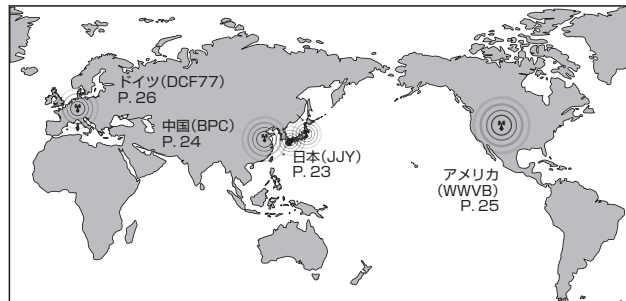 ドイツ(DCF77)
P. 26
中国(BPC)
P. 24
日本(JJY)
P. 23
アメリカ
(WWVB)
P. 25